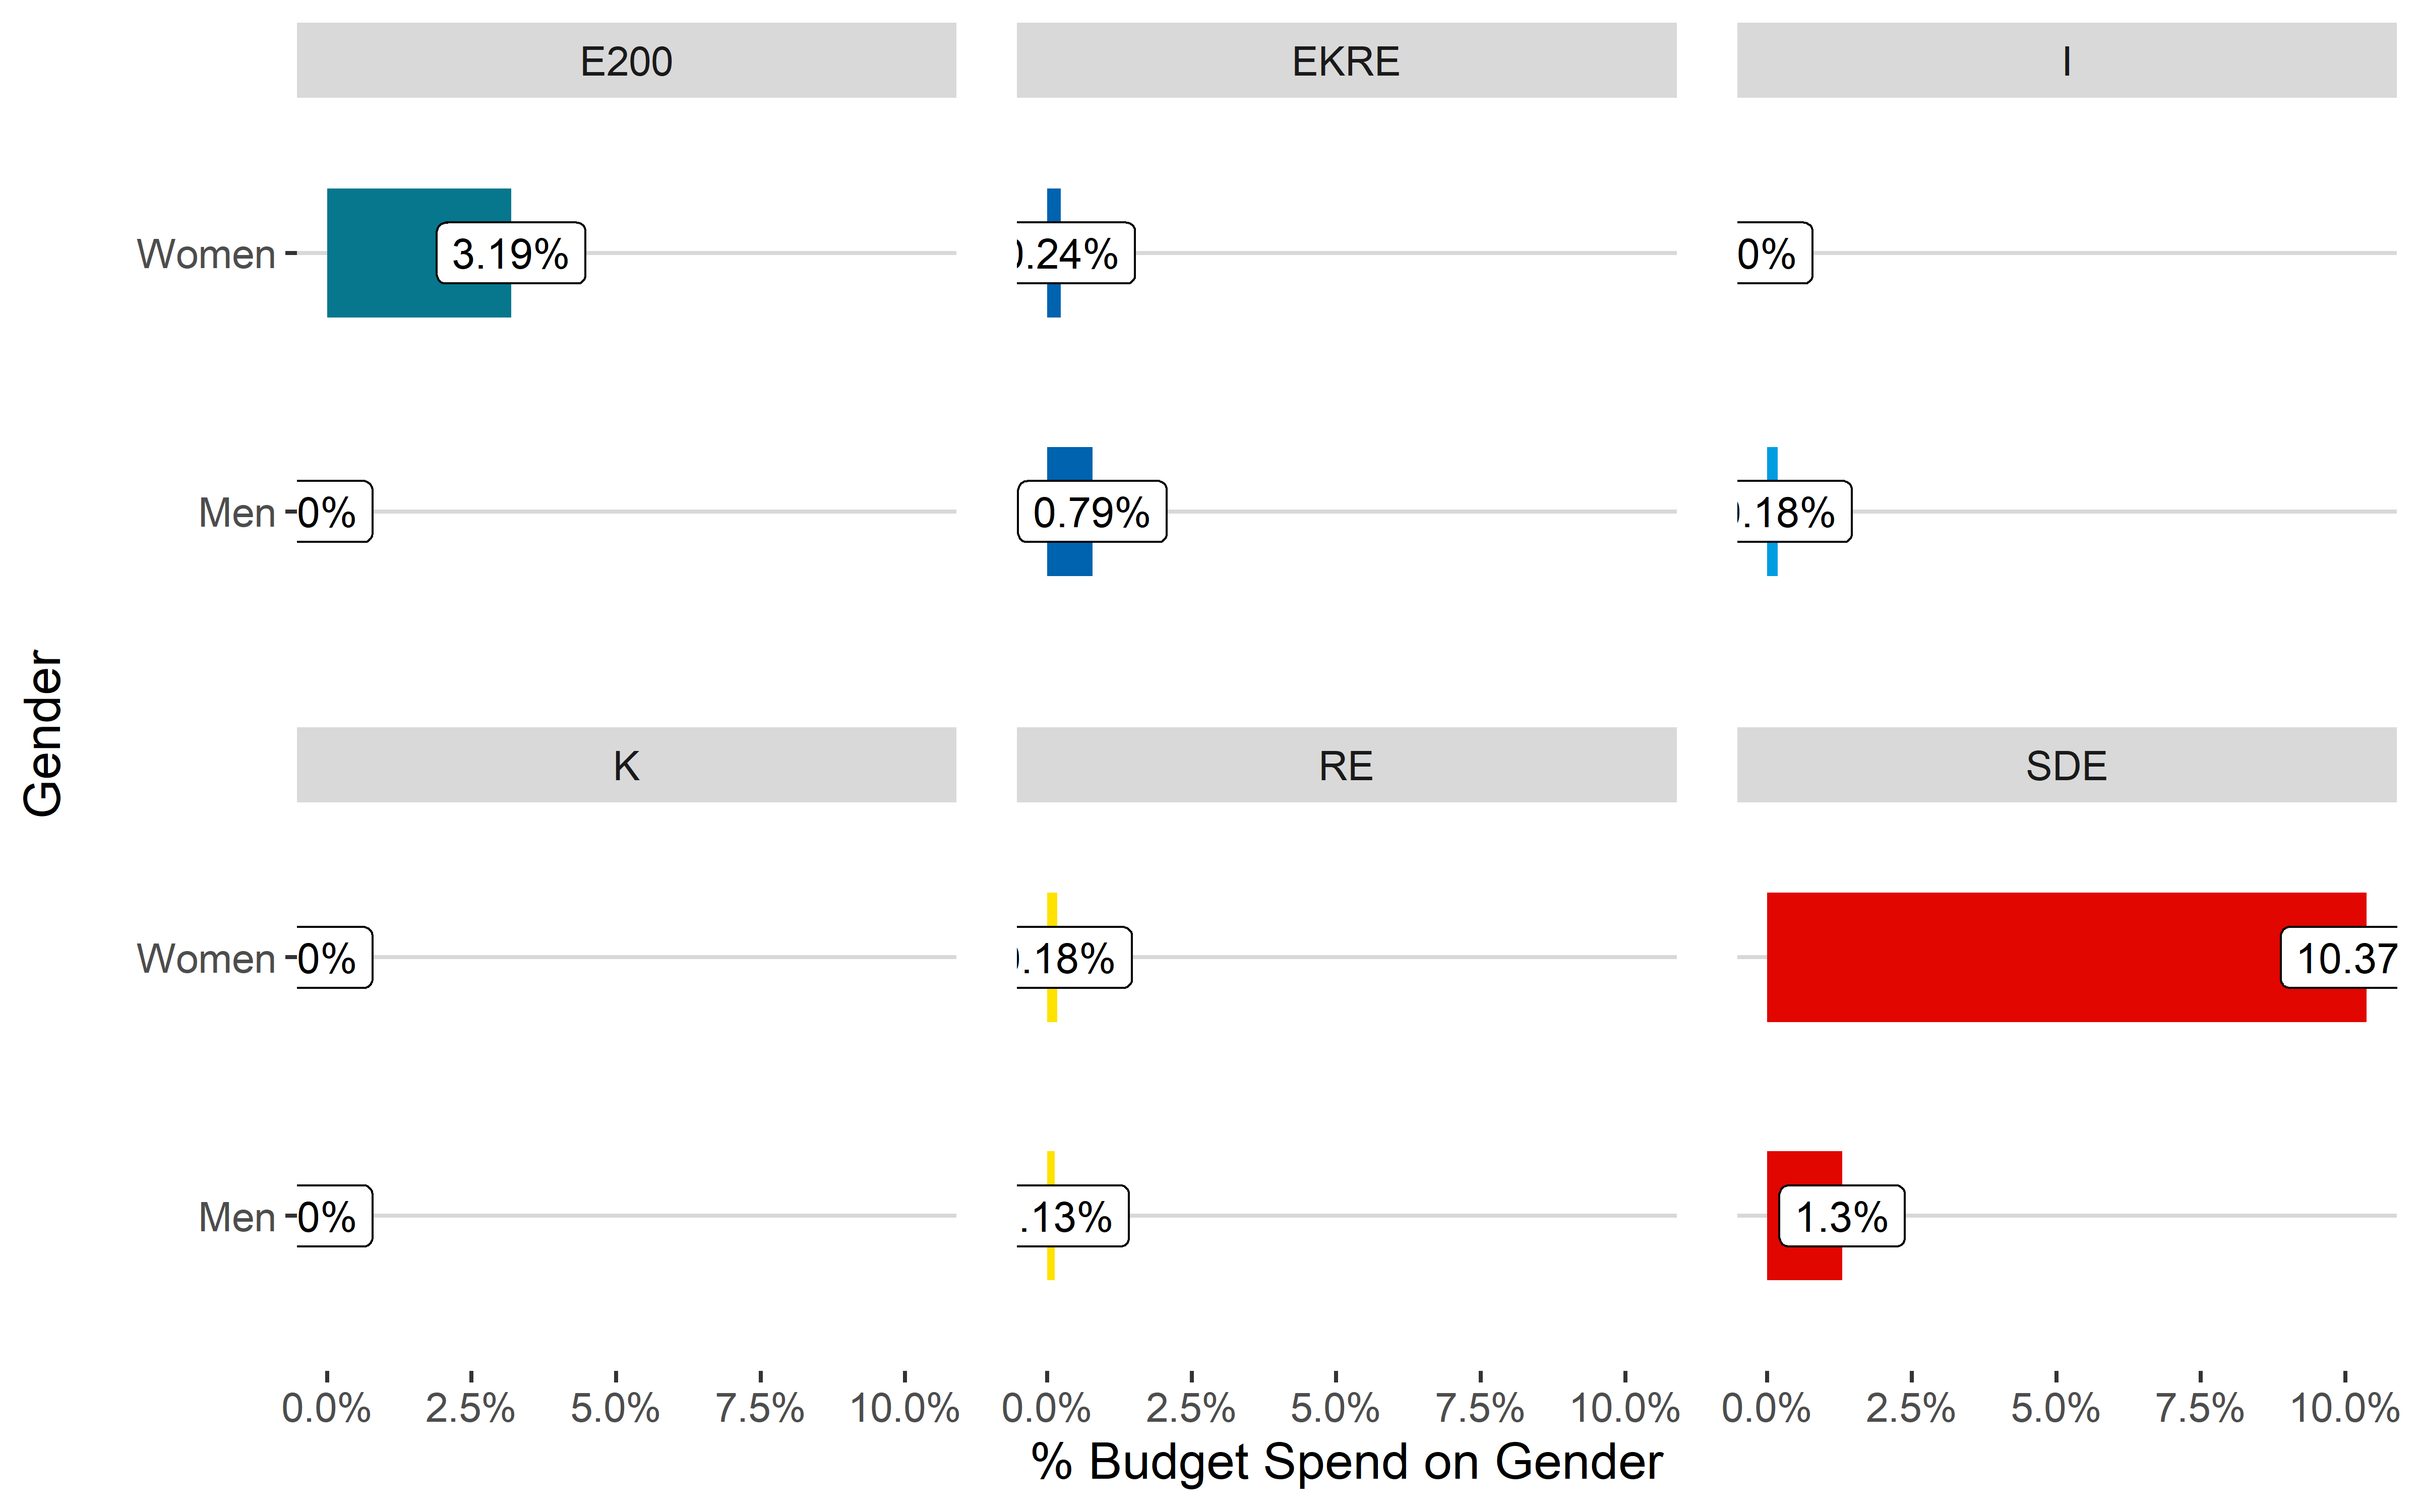 E200
EKRE
I
Women
3.19%
0.24%
0%
Men
0%
0.79%
0.18%
Gender
K
RE
SDE
Women
0%
0.18%
10.37
Men
0%
.13%
1.3%
0.0% 2.5% 5.0% 7.5% 10.0%
0.0% 2.5% 5.0% 7.5% 10.0%
0.0% 2.5% 5.0% 7.5% 10.0%
% Budget Spend on Gender